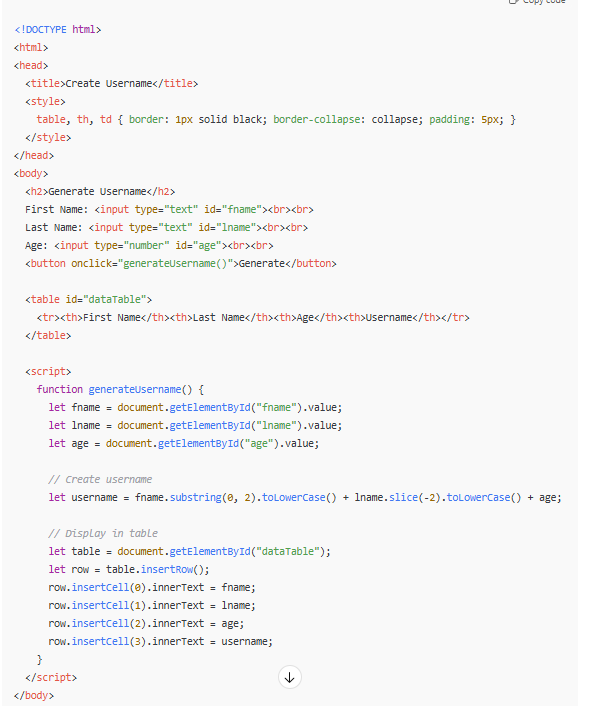 Copy code
<!DOCTYPE html>
<html>
<head>
  <title>Create Username</title>
  <style>
    table, th, td { border: 1px solid black; border-collapse: collapse; padding: 5px; }
  </style>
</head>
<body>
  <h2>Generate Username</h2>
  First Name: <input type="text" id="fname"><br><br>
  Last Name: <input type="text" id="lname"><br><br>
  Age: <input type="number" id="age"><br><br>
  <button onclick="generateUsername()">Generate</button>

  <table id="dataTable">
    <tr><th>First Name</th><th>Last Name</th><th>Age</th><th>Username</th></tr>
  </table>

  <script>
    function generateUsername() {
      let fname = document.getElementById("fname").value;
      let lname = document.getElementById("lname").value;
      let age = document.getElementById("age").value;

      // Create username
      let username = fname.substring(0, 2).toLowerCase() + lname.slice(-2).toLowerCase() + age;

      // Display in table
      let table = document.getElementById("dataTable");
      let row = table.insertRow();
      row.insertCell(0).innerText = fname;
      row.insertCell(1).innerText = lname;
      row.insertCell(2).innerText = age;
      row.insertCell(3).innerText = username;
    }
  </script>
</body>